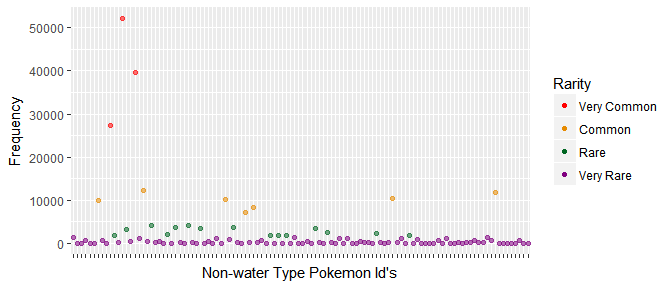 Frequency
50000
40000
30000
20000
10000
0
Non-water Type Pokemon Id's
Rarity
Very Common
Common
Rare
Very Rare